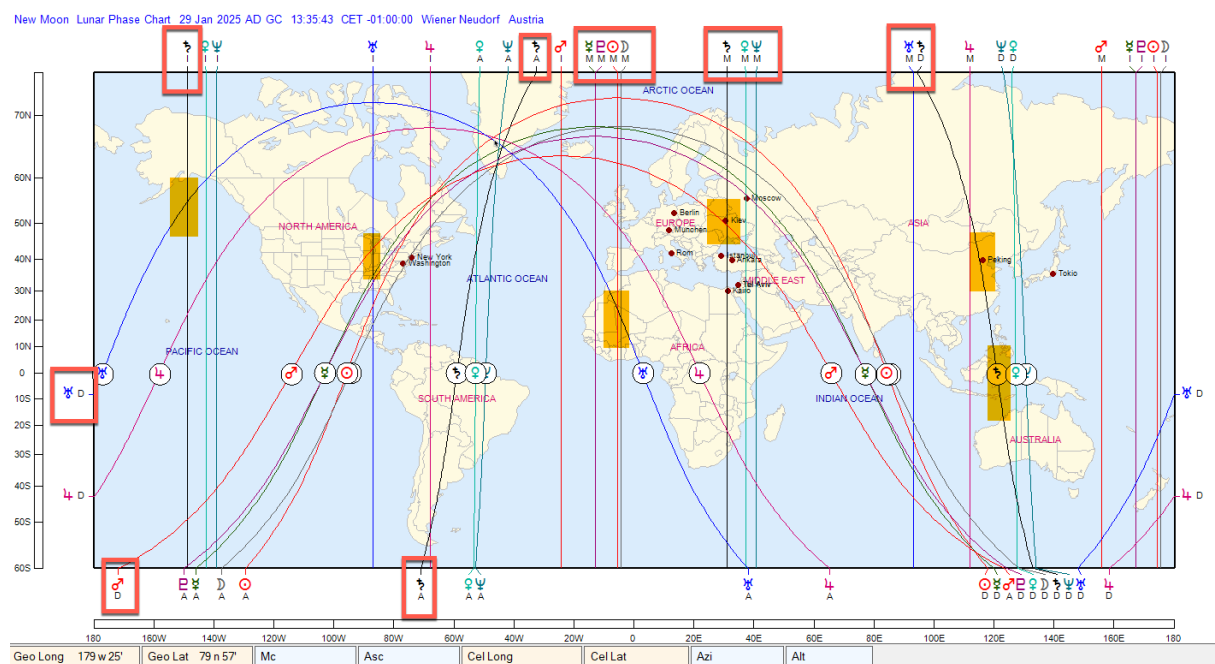 New Moon Lunar Phase Chart 29 Jan 2025 AD GC 13:35:43 CET -01:00:00 Wiener Neudorf Austria
♄ ♀ ♆ ♅ ♃ ♀ ♆ ♄ ♂ ☿ ♇ ☉ ☽ ♄ ♀ ♆ ♅ ♄ ♃ ♆ ♀ ♂ ☿ ♇ ☉ ☽
I I I I I A A A I M M M M M M M M D M D D M I I I I
ARCTIC OCEAN
70N
60N
Moscow
50N
Berlin
Kiev
NORTH AMERICA
EUROPE
ASIA
München
40N
New York
Rom
Istanbul
Ankara
Peking
Washington
Tokio
ATLANTIC OCEAN
MIDDLE EAST
Tel Aviv
30N
Kairo
20N
10N
PACIFIC OCEAN
AFRICA
0
♅ ♃ ♂ ☿ ☉ ♄ ♀ ♆ ♅ ♃ ♂ ☿ ☉ ♄ ♀ ♆
♅ D
10S
SOUTH AMERICA
INDIAN OCEAN
♅ D
20S
AUSTRALIA
30S
40S
♃ D
♃ D
50S
60S
♂ ♇ ☿ ☽ ☉ ♄ ♀ ♆ ♅ ♃ ☉ ☿ ♂ ♇ ♀ ☽ ♄ ♆ ♅ ♃
D A A A A A A A A A D D A D D D D D D D
180 160W 140W 120W 100W 80W 60W 40W 20W 0 20E 40E 60E 80E 100E 120E 140E 160E 180
Geo Long 179 w 25' Geo Lat 79 n 57' Mc Asc Cel Long Cel Lat Azi Alt